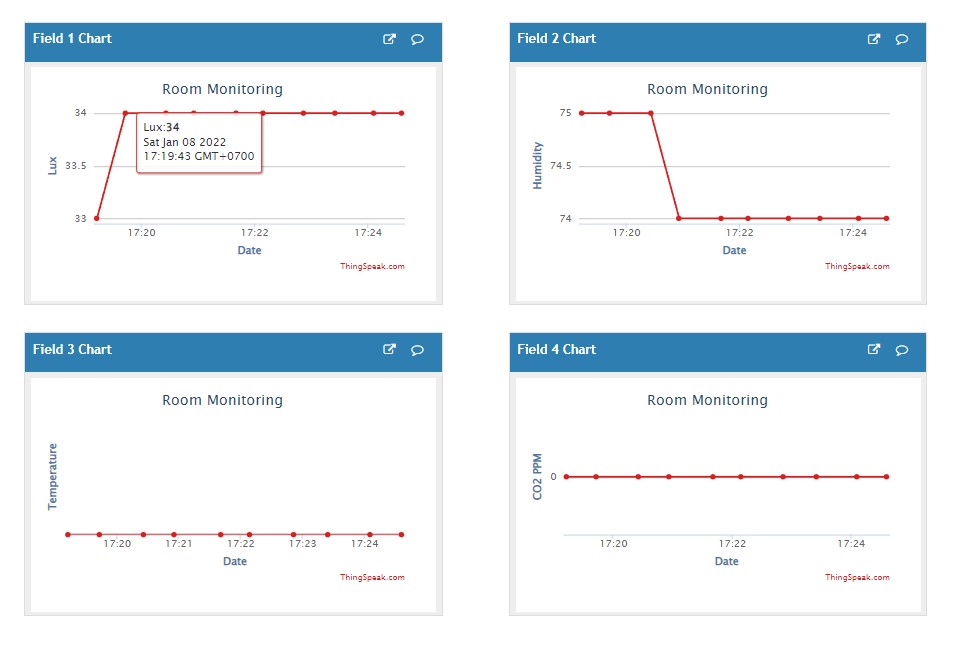 Field 1 Chart
Room Monitoring
34
33.5
33
Lux
Lux:34
Sat Jan 08 2022
17:19:43 GMT+0700
17:20 17:22 17:24
Date
ThingSpeak.com
Field 2 Chart
Room Monitoring
75
74.5
74
Humidity
17:20 17:22 17:24
Date
ThingSpeak.com
Field 3 Chart
Room Monitoring
Temperature
17:20 17:21 17:22 17:23 17:24
Date
ThingSpeak.com
Field 4 Chart
Room Monitoring
CO2 PPM
0
17:20 17:22 17:24
Date
ThingSpeak.com